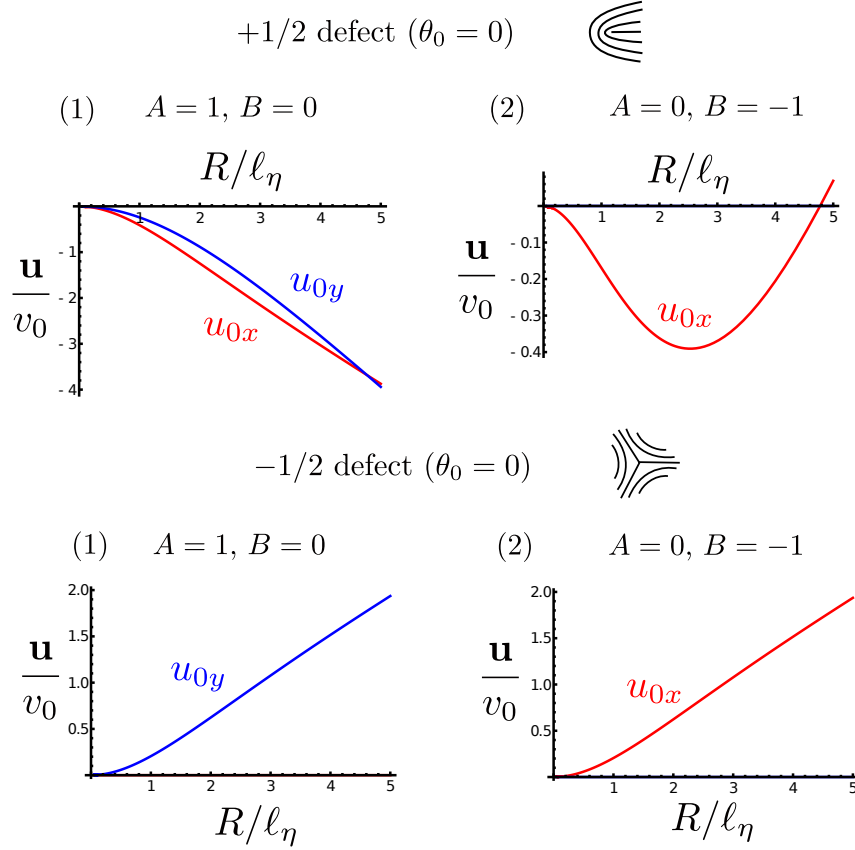 +1/2 defect (θ₀ = 0)
(1) A = 1, B = 0
(2) A = 0, B = −1
R/ℓη
1 2 3 4 5
- 1
- 2
- 3
- 4
u/v₀
u₀y
u₀x
R/ℓη
1 2 3 4 5
- 0.1
- 0.2
- 0.3
- 0.4
u/v₀
u₀x
−1/2 defect (θ₀ = 0)
(1) A = 1, B = 0
(2) A = 0, B = −1
2.0
1.5
1.0
0.5
u/v₀
u₀y
1 2 3 4 5
R/ℓη
2.0
1.5
1.0
0.5
u/v₀
u₀x
1 2 3 4 5
R/ℓη